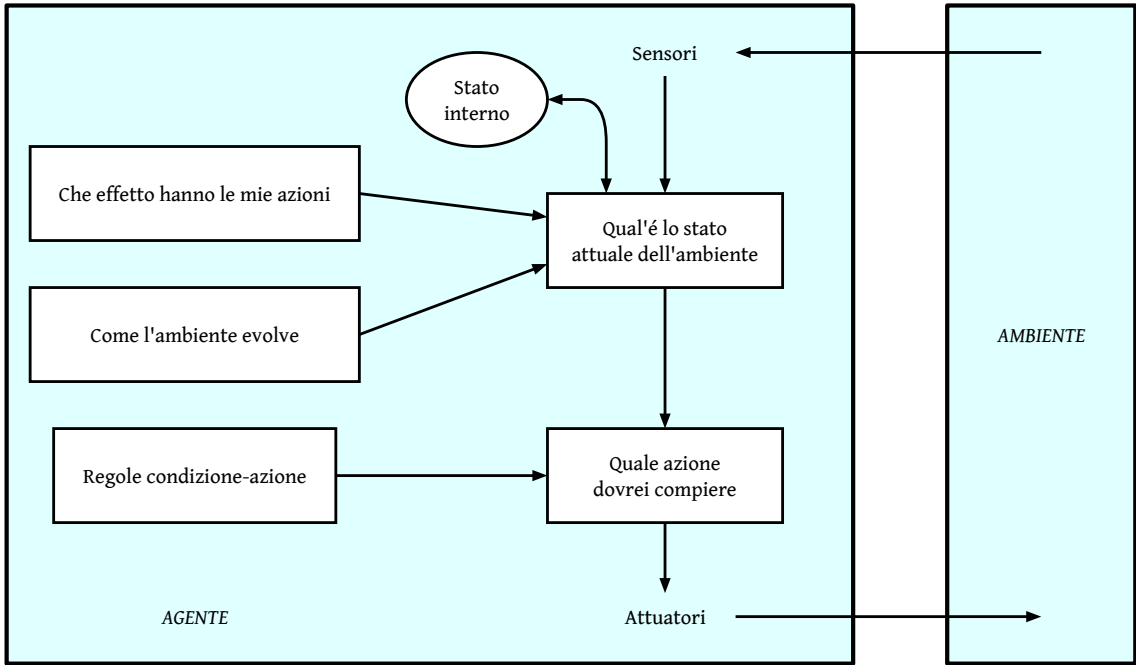 Sensori
Stato
interno
Che effetto hanno le mie azioni
Qual'é lo stato
attuale dell'ambiente
Come l'ambiente evolve
AMBIENTE
Regole condizione-azione
Quale azione
dovrei compiere
AGENTE
Attuatori